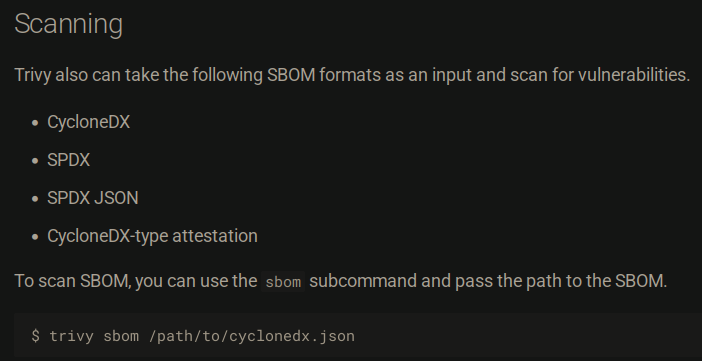 Scanning
Trivy also can take the following SBOM formats as an input and scan for vulnerabilities.
• CycloneDX
• SPDX
• SPDX JSON
• CycloneDX-type attestation
To scan SBOM, you can use the sbom subcommand and pass the path to the SBOM.
$ trivy sbom /path/to/cyclonedx.json